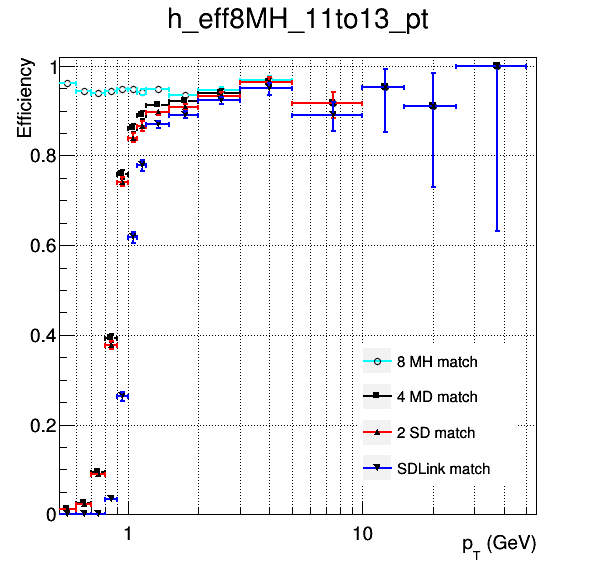 h_eff8MH_11to13_pt
Efficiency
1
0.8
0.6
0.4
0.2
0
8 MH match
4 MD match
2 SD match
SDLink match
1
10
p_T (GeV)